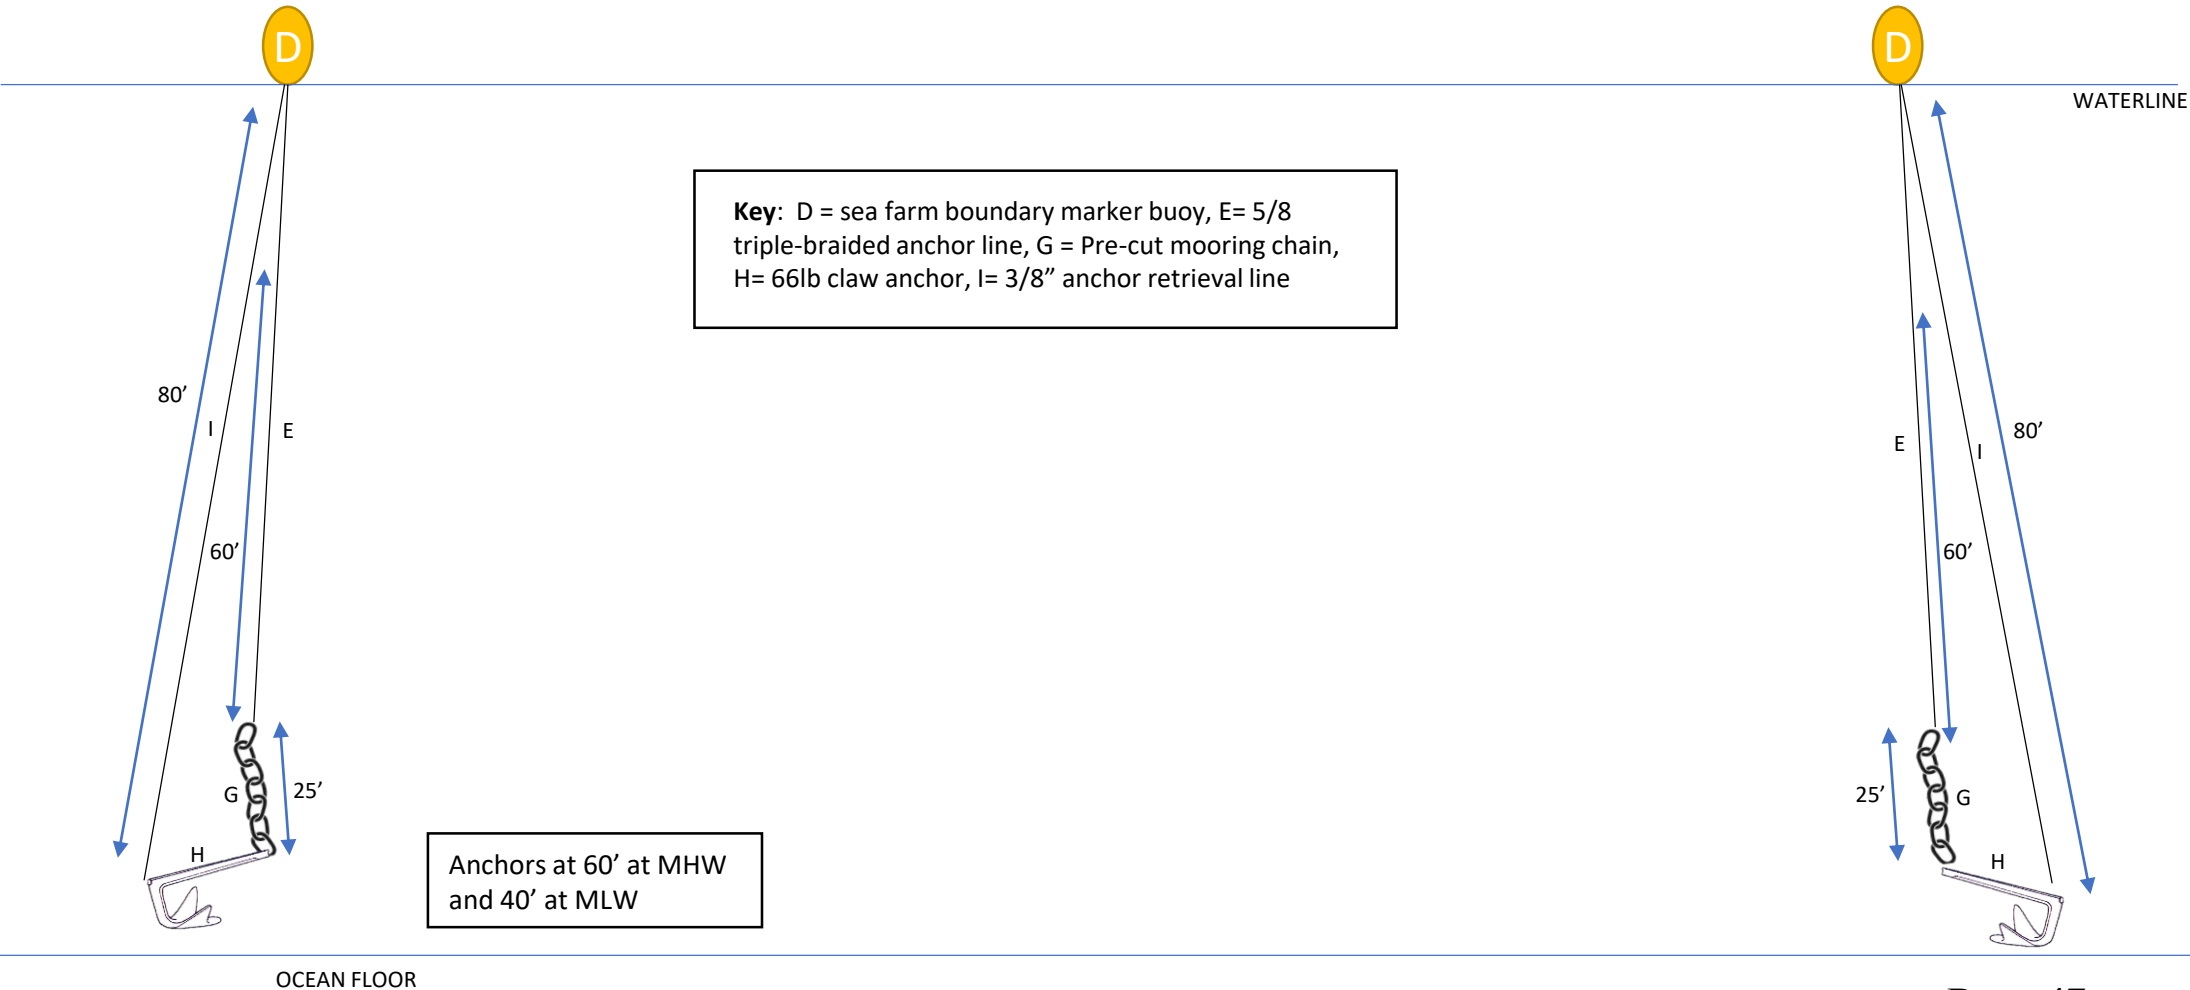 D
D
WATERLINE
Key: D = sea farm boundary marker buoy, E= 5/8
triple-braided anchor line, G = Pre-cut mooring chain,
H= 66lb claw anchor, I= 3/8” anchor retrieval line
80’
I
E
E
I
80’
60’
60’
G
25’
25’
G
H
H
Anchors at 60’ at MHW
and 40’ at MLW
OCEAN FLOOR